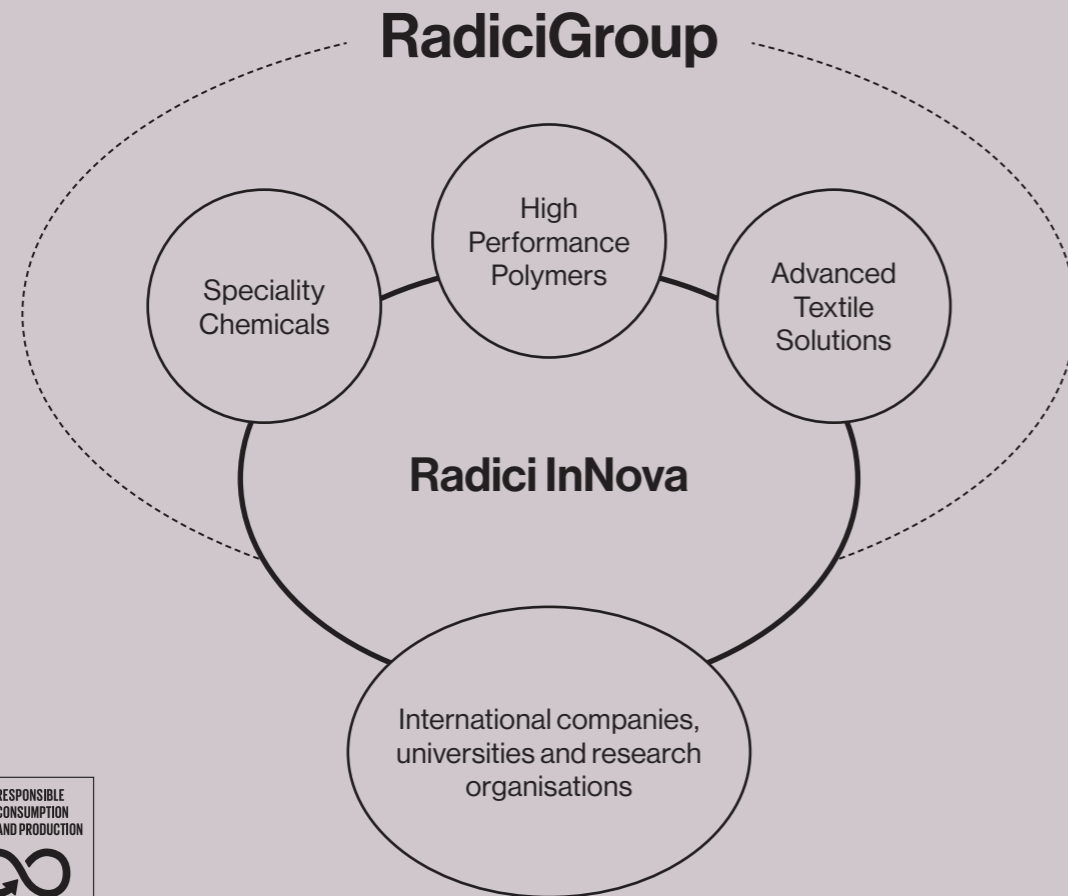 RadiciGroup
High
Performance
Polymers
Speciality
Chemicals
Advanced
Textile
Solutions
Radici InNova
International companies,
universities and research
organisations
RESPONSIBLE
CONSUMPTION
AND PRODUCTION